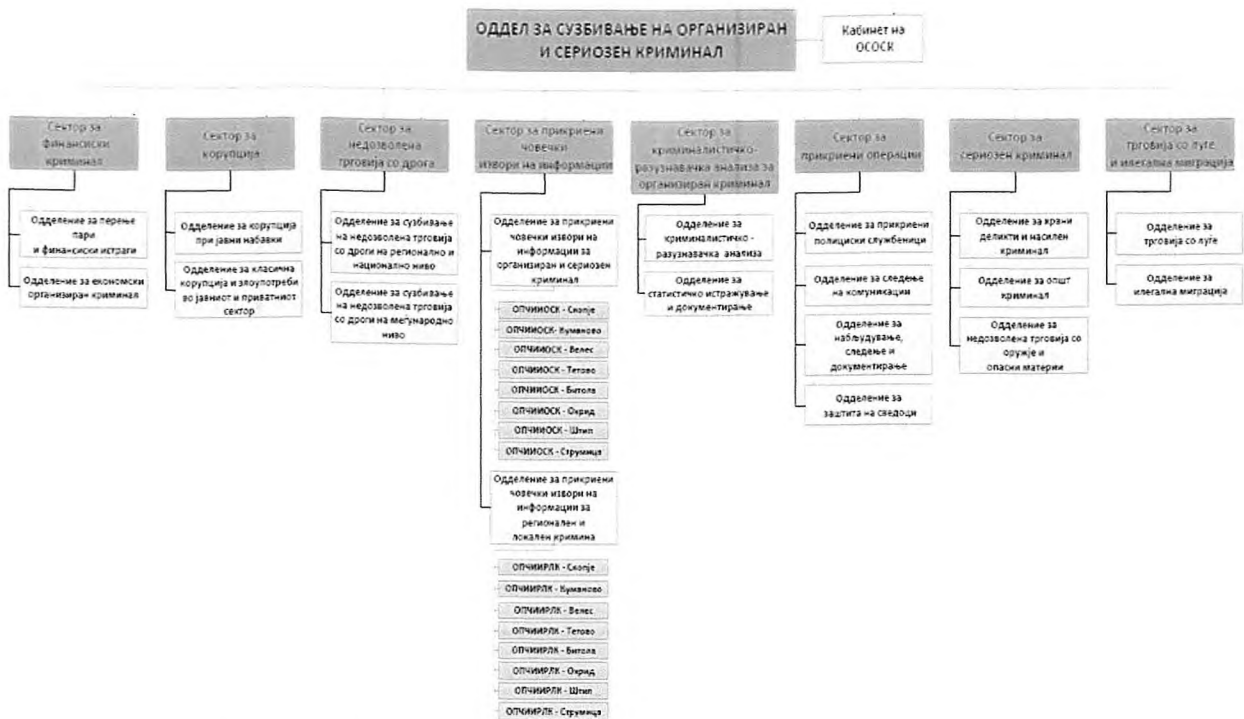 ОДДЕЛ ЗА СУЗБИВАЊЕ НА ОРГАНИЗИРАН
И СЕРИОЗЕН КРИМИНАЛ
Кабинет на
ОСОСК
Сектор за
финансиски
криминал
Одделение за перење
пари
и финансиски истраги
Одделение за економски
организиран криминал
Сектор за
корупција
Одделение за корупција
при јавни набавки
Одделение за класична
корупција и злоупотреби
во јавниот и приватниот
сектор
Сектор за
недозволена
трговија со дрога
Одделение за сузбивање
на недозволена трговија
со дроги на регионално и
национално ниво
Одделение за сузбивање
на недозволена трговија
со дроги на меѓународно
ниво
Сектор за прикриени
човечки
извори на информации
Одделение за прикриени
човечки извори на
информации за
организиран и сериозен
криминал
ОПЧИИОСК - Скопје
ОПЧИИОСК- Куманово
ОПЧИИОСК - Велес
ОПЧИИОСК - Тетово
ОПЧИИОСК - Битола
ОПЧИИОСК - Охрид
ОПЧИИОСК - Штип
ОПЧИИОСК - Струмица
Одделение за прикриени
човечки извори на
информации за
регионален и
локален кримина
ОПЧИИРЛК - Скопје
ОПЧИИРЛК - Куманово
ОПЧИИРЛК - Велес
ОПЧИИРЛК - Тетово
ОПЧИИРЛК - Битола
ОПЧИИРЛК - Охрид
ОПЧИИРЛК - Штип
ОПЧИИРЛК - Струмица
Сектор за
криминалистичко-
разузнавачка анализа за
организиран криминал
Одделение за
криминалистичко -
разузнавачка анализа
Одделение за
статистичко истражување
и документирање
Сектор за
прикриени операции
Одделение за прикриени
полициски службеници
Одделение за следење
на комуникации
Одделение за
набљудување,
следење и
документирање
Одделение за
заштита на сведоци
Сектор за
сериозен криминал
Одделение за крвни
деликти и насилен
криминал
Одделение за општ
криминал
Одделение за
недозволена трговија со
оружје и
опасни материи
Сектор за
трговија со луѓе
и илегална миграција
Одделение за
трговија со луѓе
Одделение за
илегална миграција